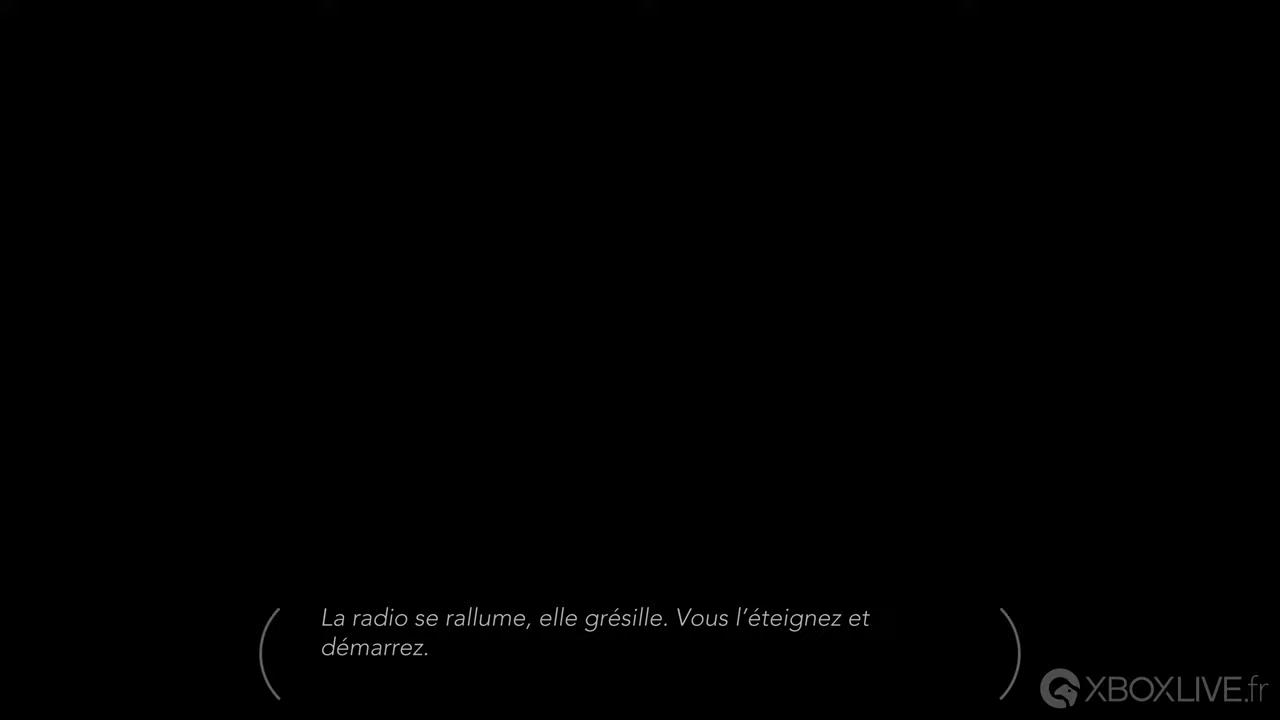 La radio se rallume, elle grésille. Vous l’éteignez et
démarrez.
XBOXLIVE.fr